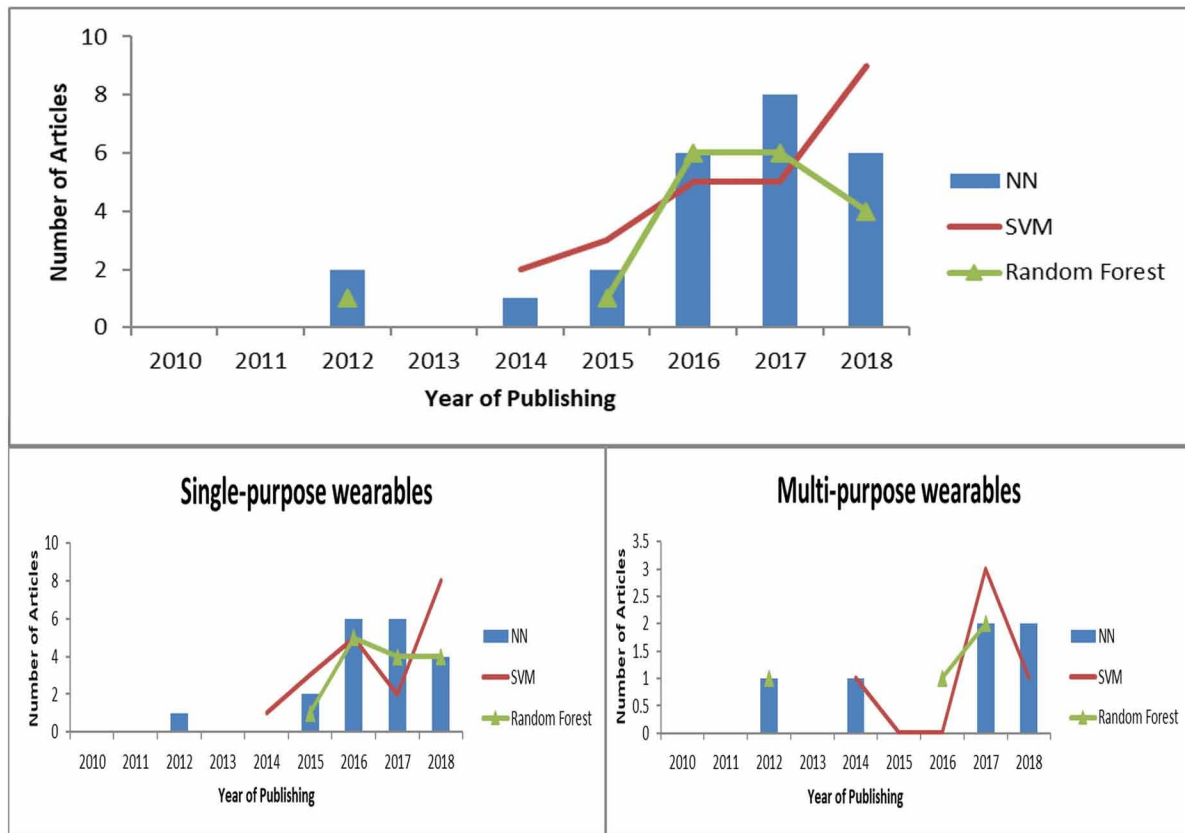 10
8
6
4
2
0
Number of Articles
2010 2011 2012 2013 2014 2015 2016 2017 2018
Year of Publishing
NN
SVM
Random Forest
Single-purpose wearables
10
8
6
4
2
0
Number of Articles
2010 2011 2012 2013 2014 2015 2016 2017 2018
Year of Publishing
NN
SVM
Random Forest
Multi-purpose wearables
3.5
3
2.5
2
1.5
1
0.5
0
Number of Articles
2010 2011 2012 2013 2014 2015 2016 2017 2018
Year of Publishing
NN
SVM
Random Forest